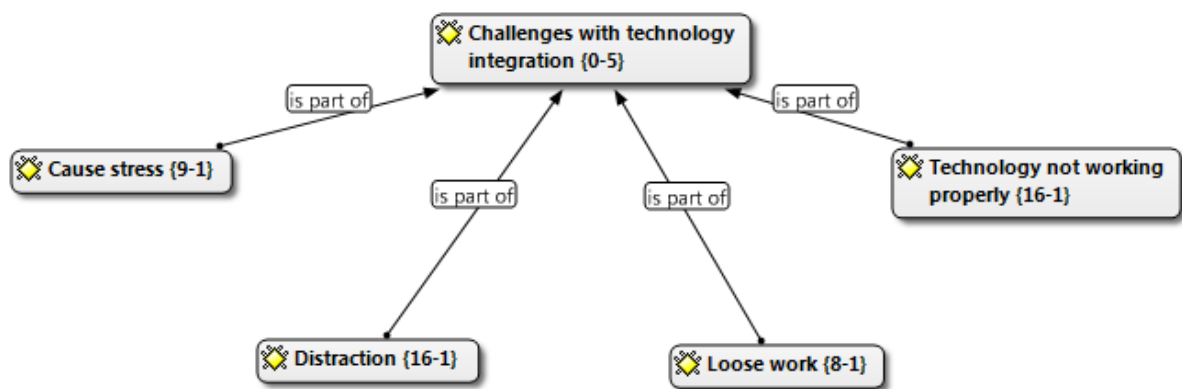 Challenges with technology
integration {0-5}
is part of
is part of
Cause stress {9-1}
Technology not working
properly {16-1}
is part of
is part of
Distraction {16-1}
Loose work {8-1}